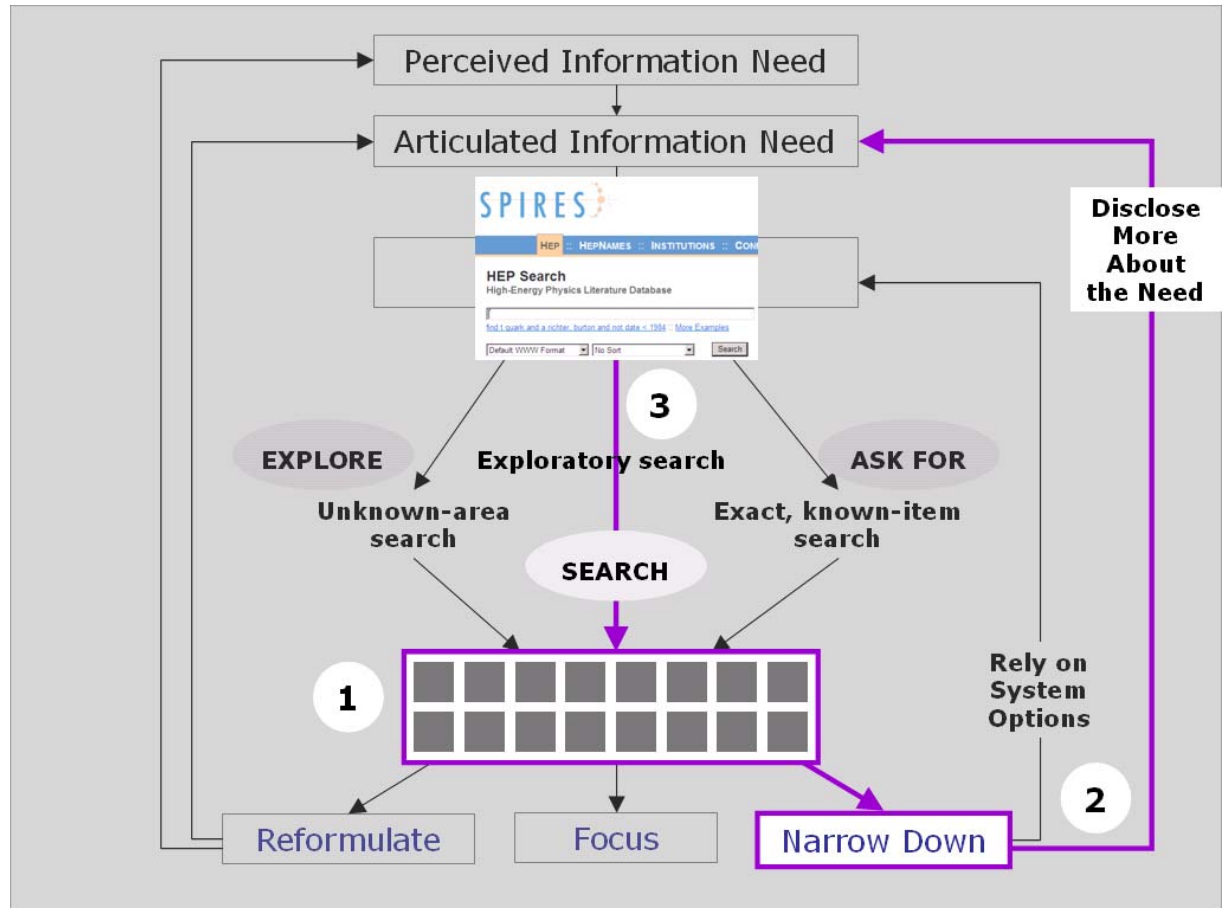 Perceived Information Need
Articulated Information Need
SPIRES
HEP :: HEPNAMES :: INSTITUTIONS :: CON
HEP Search
High-Energy Physics Literature Database
find t quark and a richter, burton and not date < 1984 :: More Examples
Default WWW Format
No Sort
Search
Disclose
More
About
the Need
3
EXPLORE
Exploratory search
ASK FOR
Unknown-area
search
Exact, known-item
search
SEARCH
1
Rely on
System
Options
2
Reformulate
Focus
Narrow Down